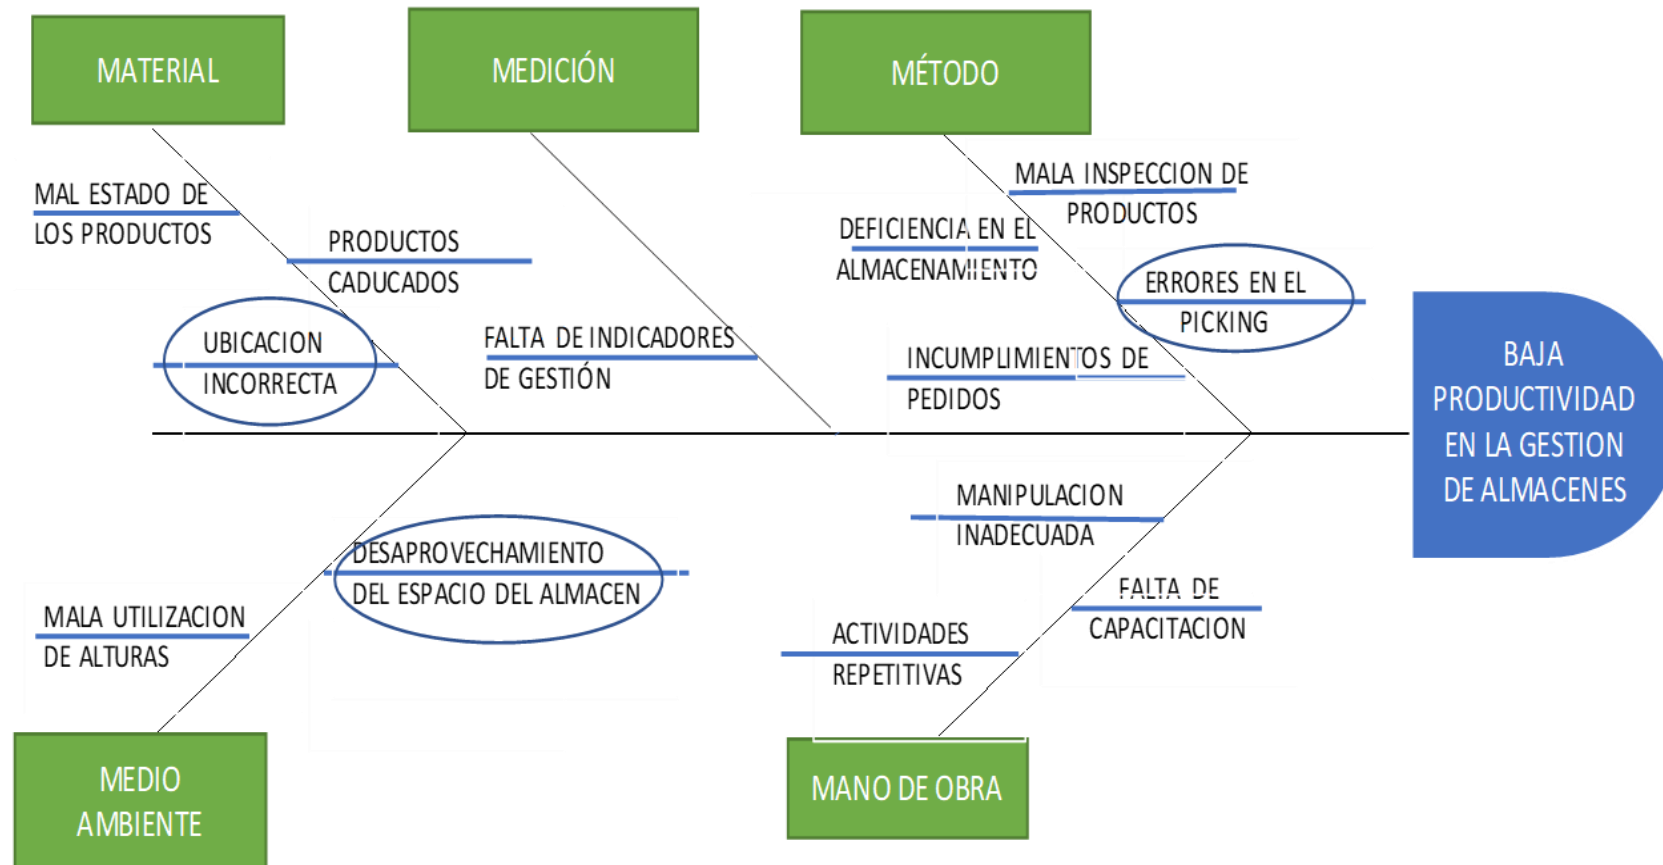 MATERIAL
MEDICIÓN
MÉTODO
MAL ESTADO DE
LOS PRODUCTOS
PRODUCTOS
CADUCADOS
UBICACION
INCORRECTA
FALTA DE INDICADORES
DE GESTIÓN
MALA INSPECCION DE
PRODUCTOS
DEFICIENCIA EN EL
ALMACENAMIENTO
ERRORES EN EL
PICKING
INCUMPLIMIENTOS DE
PEDIDOS
BAJA
PRODUCTIVIDAD
EN LA GESTION
DE ALMACENES
DESAPROVECHAMIENTO
DEL ESPACIO DEL ALMACEN
MALA UTILIZACION
DE ALTURAS
MANIPULACION
INADECUADA
FALTA DE
CAPACITACION
ACTIVIDADES
REPETITIVAS
MEDIO
AMBIENTE
MANO DE OBRA